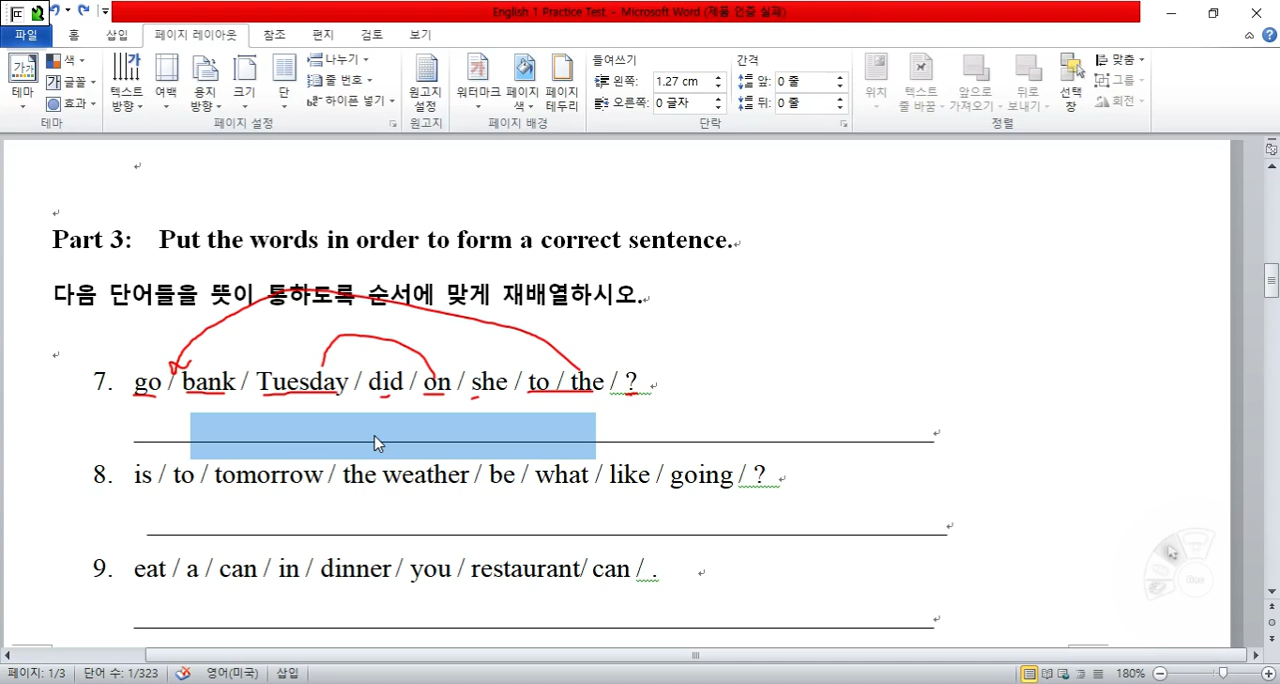 English 1 Practice Test - Microsoft Word (제품 인증 실패)
파일 홈 삽입 페이지 레이아웃 참조 편지 검토 보기
테마 색 글꼴 효과 테마
텍스트 방향 여백 용지 방향 크기 단 나누기 줄 번호 하이픈 넣기 페이지 설정
원고지 설정 원고지
워터마크 페이지 색 페이지 테두리 페이지 배경
들여쓰기 왼쪽: 1.27 cm 오른쪽: 0 글자
간격 앞: 0 줄 뒤: 0 줄 단락
위치 텍스트 줄 바꿈 앞으로 가져오기 뒤로 보내기 선택 창 맞춤 그룹 회전 정렬
Part 3: Put the words in order to form a correct sentence.
다음 단어들을 뜻이 통하도록 순서에 맞게 재배열하시오.
7. go / bank / Tuesday / did / on / she / to / the / ?
8. is / to / tomorrow / the weather / be / what / like / going / ?
9. eat / a / can / in / dinner / you / restaurant/ can / .
페이지: 1/3 단어 수: 1/323 영어(미국) 삽입 180%